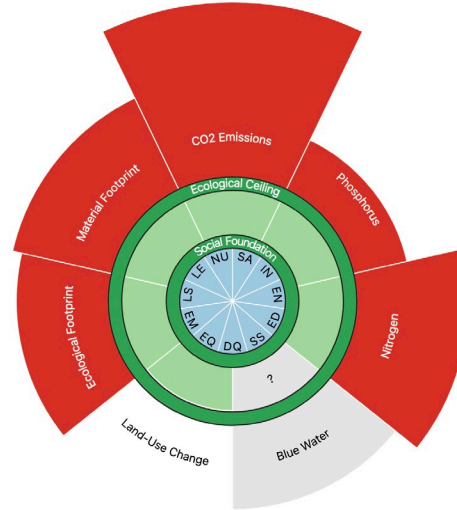 CO2 Emissions
Phosphorus
Nitrogen
Blue Water
Land-Use Change
Ecological Footprint
Material Footprint
Ecological Ceiling
Social Foundation
SA
IN
EN
ED
SS
DQ
EQ
EM
LS
LE
NU
?